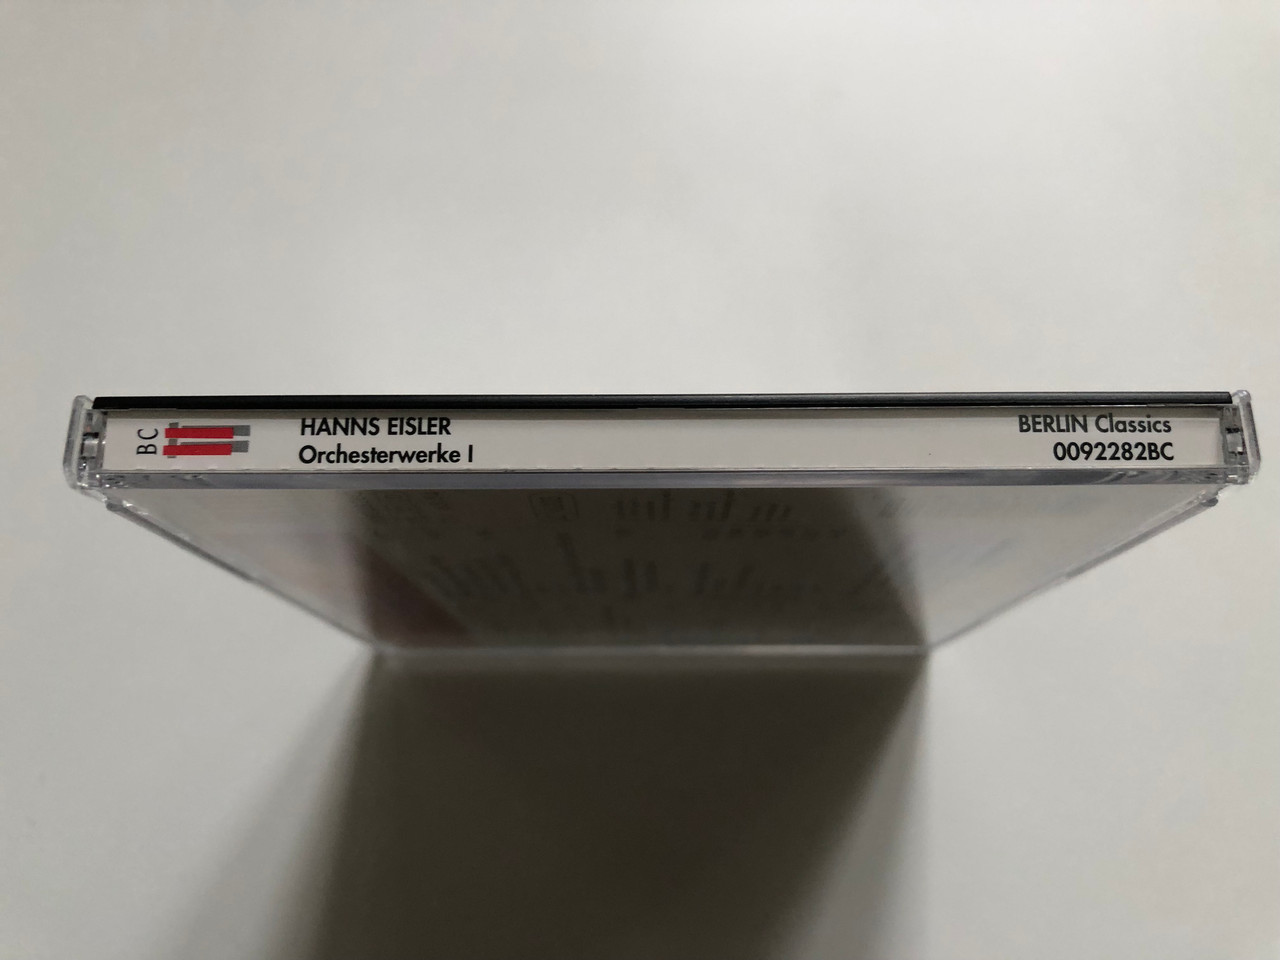 BC
HANNS EISLER
Orchesterwerke I
BERLIN Classics
0092282BC